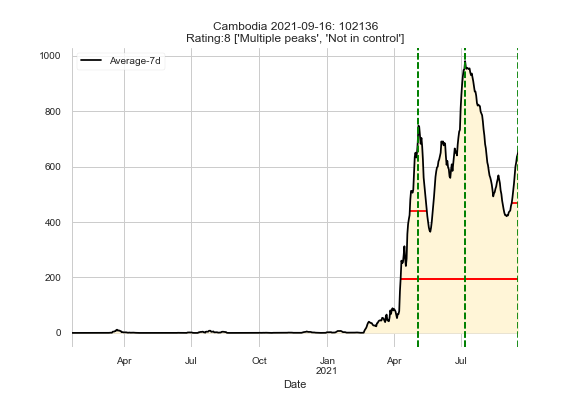 Cambodia 2021-09-16: 102136
Rating:8 ['Multiple peaks', 'Not in control']
Average-7d
1000
800
600
400
200
0
Apr Jul Oct Jan Apr Jul
2021
Date